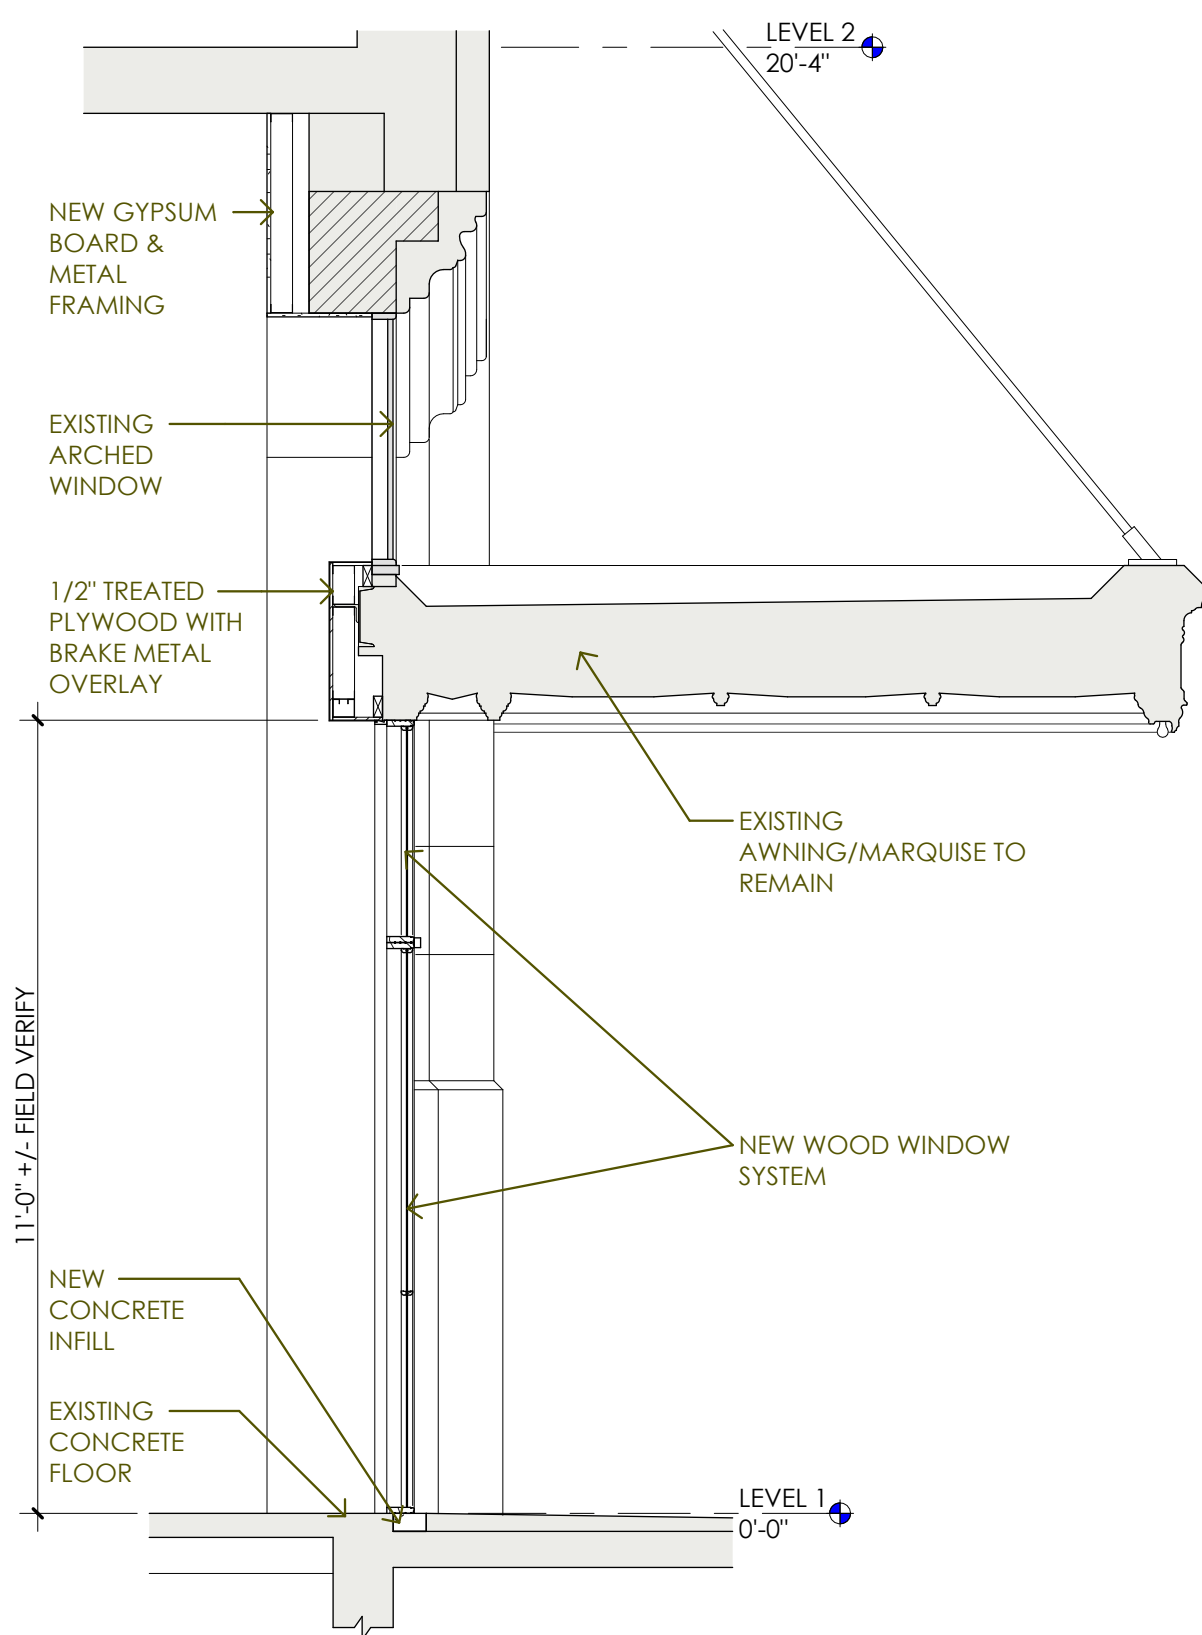 LEVEL 2
20'-4"
NEW GYPSUM
BOARD &
METAL
FRAMING
EXISTING
ARCHED
WINDOW
1/2" TREATED
PLYWOOD WITH
BRAKE METAL
OVERLAY
EXISTING
AWNING/MARQUISE TO
REMAIN
11'-0" +/- FIELD VERIFY
NEW WOOD WINDOW
SYSTEM
NEW
CONCRETE
INFILL
EXISTING
CONCRETE
FLOOR
LEVEL 1
0'-0"